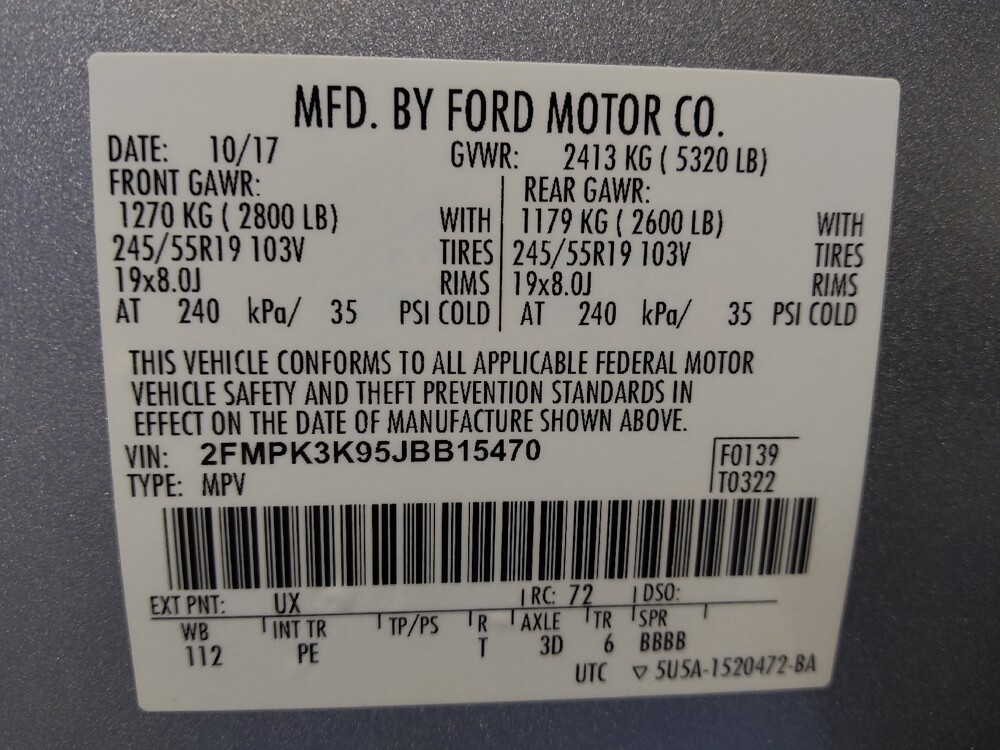 MFD. BY FORD MOTOR CO.
DATE: 10/17 GVWR: 2413 KG ( 5320 LB)
FRONT GAWR: REAR GAWR:
1270 KG ( 2800 LB) WITH 1179 KG ( 2600 LB) WITH
245/55R19 103V TIRES 245/55R19 103V TIRES
19x8.0J RIMS 19x8.0J RIMS
AT 240 kPa/ 35 PSI COLD AT 240 kPa/ 35 PSI COLD
THIS VEHICLE CONFORMS TO ALL APPLICABLE FEDERAL MOTOR
VEHICLE SAFETY AND THEFT PREVENTION STANDARDS IN
EFFECT ON THE DATE OF MANUFACTURE SHOWN ABOVE.
VIN: 2FMPK3K95JBB15470 F0139
TYPE: MPV T0322
EXT PNT: UX RC: 72 DSO:
WB INT TR TP/PS R AXLE TR SPR
112 PE T 3D 6 BBBB
UTC ▽ 5U5A-1520472-BA